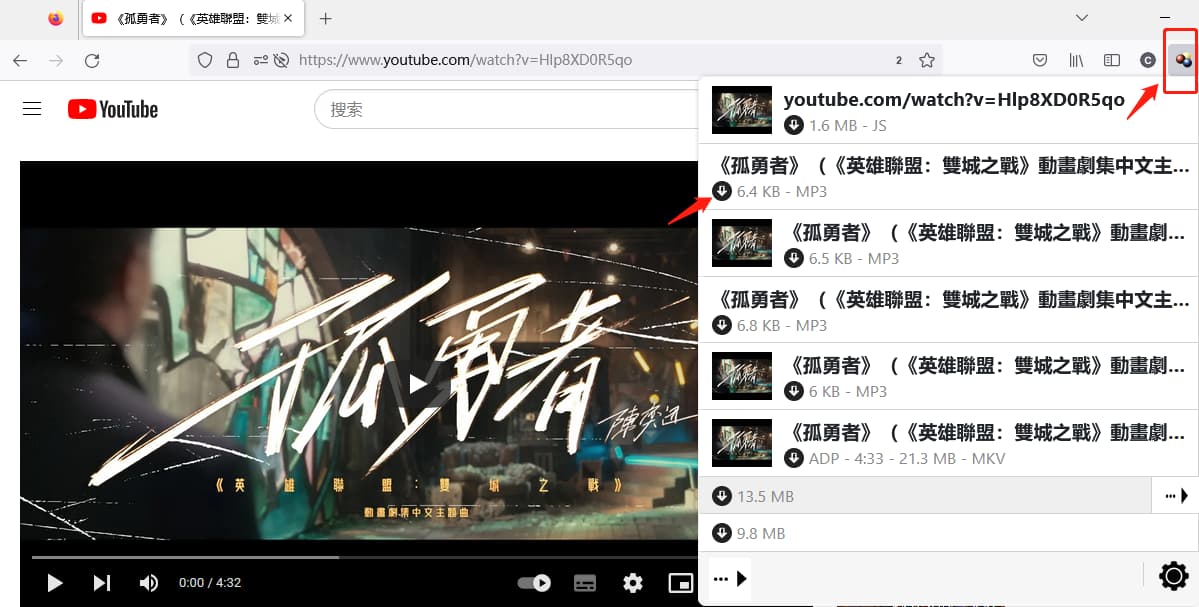 《孤勇者》（《英雄聯盟：雙城
https://www.youtube.com/watch?v=Hlp8XD0R5qo
2
C
YouTube
搜索
孤勇者
陳奕迅
《英雄聯盟：雙城之戰》
動畫劇集中文主題曲
0:00 / 4:32
youtube.com/watch?v=Hlp8XD0R5qo
1.6 MB - JS
《孤勇者》（《英雄聯盟：雙城之戰》動畫劇集中文主...
6.4 KB - MP3
《孤勇者》（《英雄聯盟：雙城之戰》動畫劇...
6.5 KB - MP3
《孤勇者》（《英雄聯盟：雙城之戰》動畫劇集中文主...
6.8 KB - MP3
《孤勇者》（《英雄聯盟：雙城之戰》動畫劇...
6 KB - MP3
《孤勇者》（《英雄聯盟：雙城之戰》動畫劇...
ADP - 4:33 - 21.3 MB - MKV
13.5 MB
9.8 MB